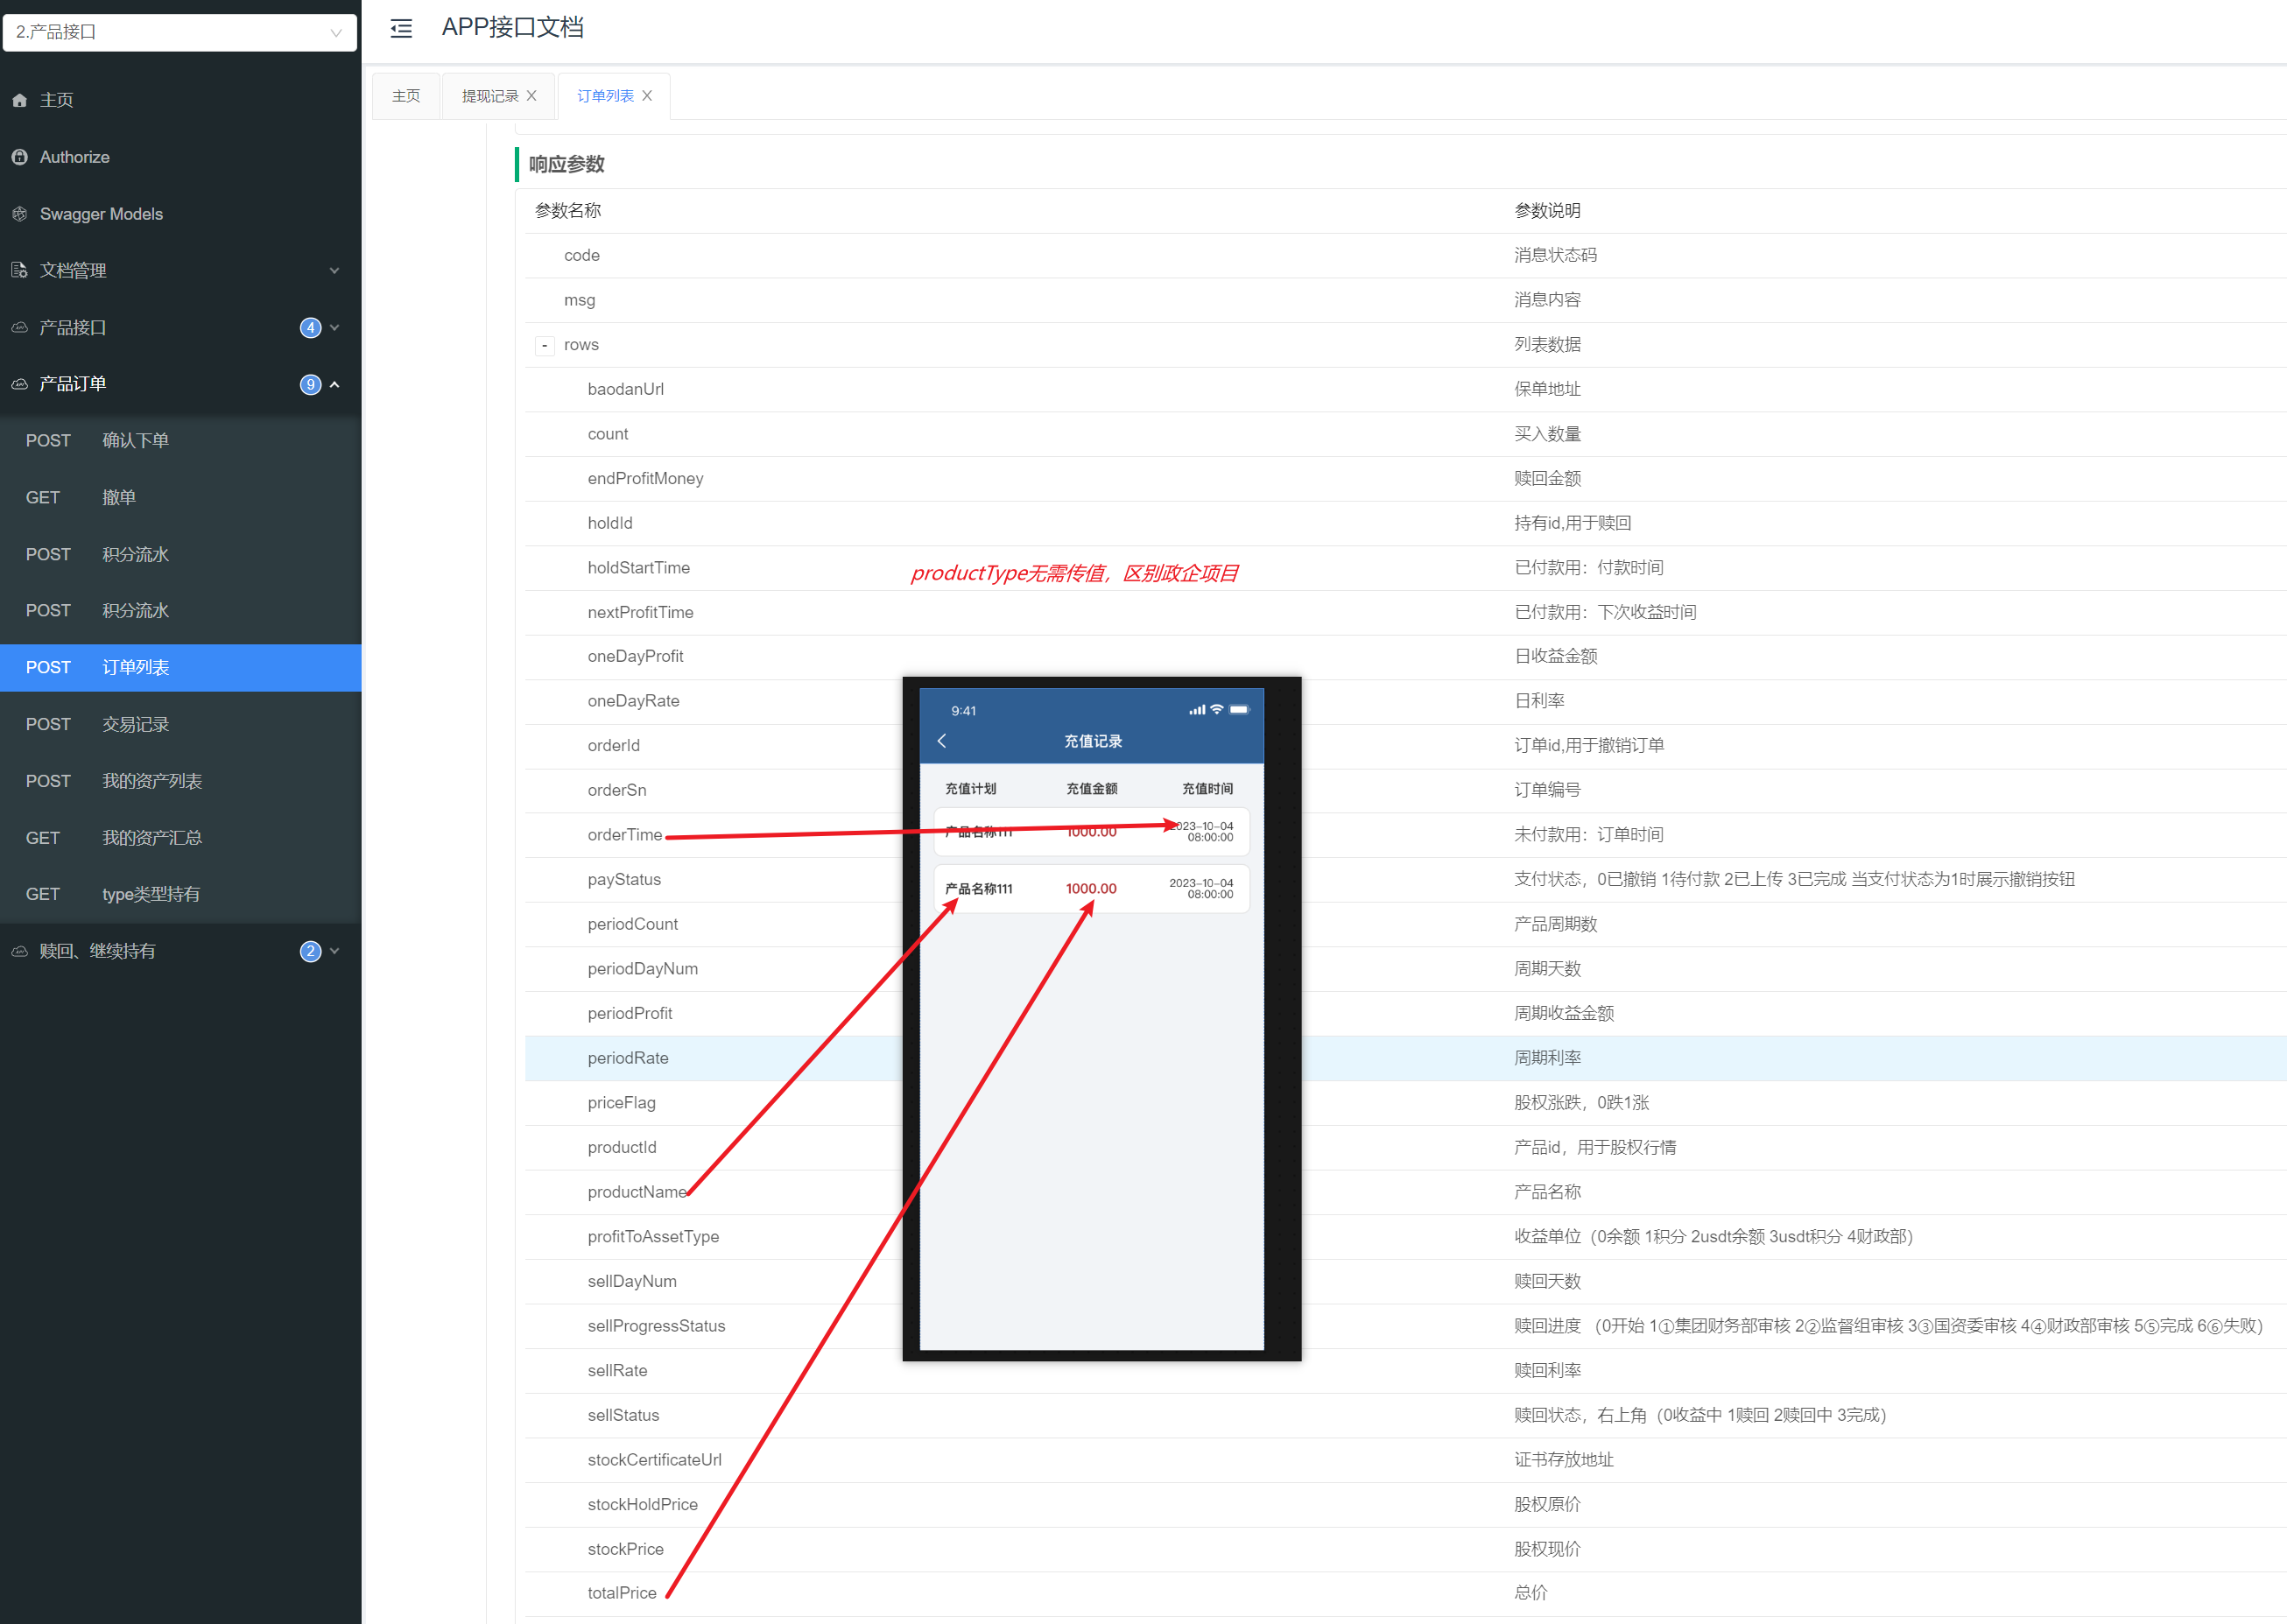 2.产品接口
主页
Authorize
Swagger Models
文档管理
产品接口 4
产品订单 9
POST 确认下单
GET 撤单
POST 积分流水
POST 积分流水
POST 订单列表
POST 交易记录
POST 我的资产列表
GET 我的资产汇总
GET type类型持有
赎回、继续持有 2
APP接口文档
主页 提现记录 订单列表
响应参数
参数名称 参数说明
code 消息状态码
msg 消息内容
- rows 列表数据
baodanUrl 保单地址
count 买入数量
endProfitMoney 赎回金额
holdId 持有id,用于赎回
holdStartTime 已付款用：付款时间
productType无需传值，区别政企项目
nextProfitTime 已付款用：下次收益时间
oneDayProfit 日收益金额
oneDayRate 日利率
orderId 订单id,用于撤销订单
orderSn 订单编号
orderTime 未付款用：订单时间
payStatus 支付状态，0已撤销 1待付款 2已上传 3已完成 当支付状态为1时展示撤销按钮
periodCount 产品周期数
periodDayNum 周期天数
periodProfit 周期收益金额
periodRate 周期利率
priceFlag 股权涨跌，0跌1涨
productId 产品id，用于股权行情
productName 产品名称
profitToAssetType 收益单位（0余额 1积分 2usdt余额 3usdt积分 4财政部）
sellDayNum 赎回天数
sellProgressStatus 赎回进度 （0开始 1①集团财务部审核 2②监督组审核 3③国资委审核 4④财政部审核 5⑤完成 6⑥失败）
sellRate 赎回利率
sellStatus 赎回状态，右上角（0收益中 1赎回 2赎回中 3完成）
stockCertificateUrl 证书存放地址
stockHoldPrice 股权原价
stockPrice 股权现价
totalPrice 总价
9:41
充值记录
充值计划 充值金额 充值时间
产品名称111 1000.00 2023-10-04
08:00:00
产品名称111 1000.00 2023-10-04
08:00:00